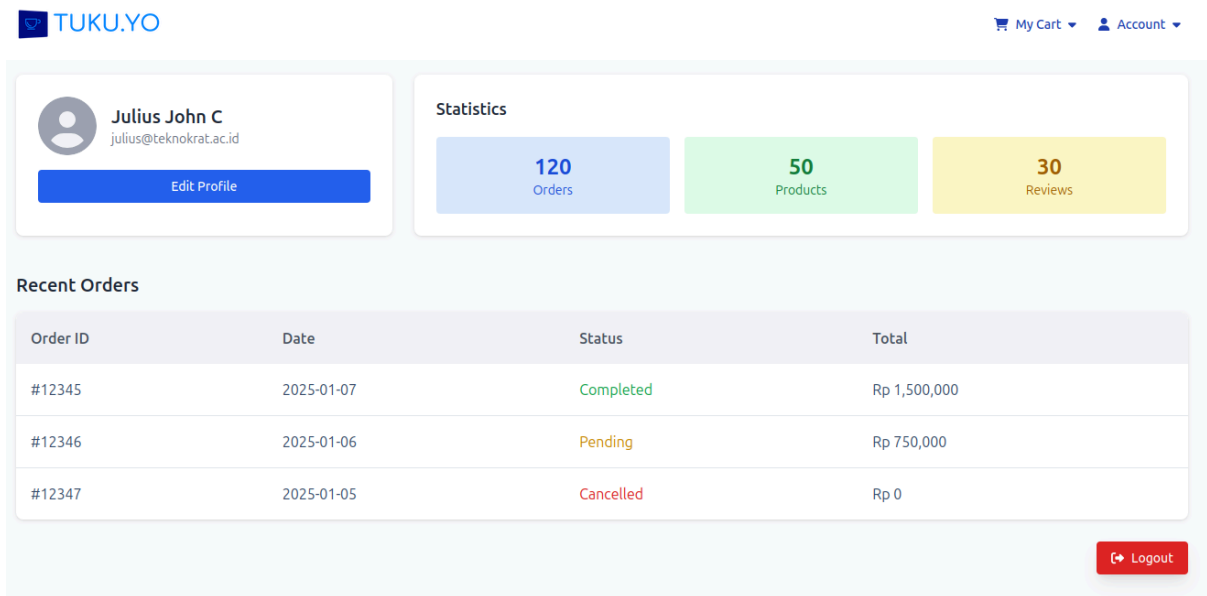 TUKU.YO
My Cart Account
Julius John C
julius@teknokrat.ac.id
Edit Profile
Statistics
120
Orders
50
Products
30
Reviews
Recent Orders
Order ID Date Status Total
#12345 2025-01-07 Completed Rp 1,500,000
#12346 2025-01-06 Pending Rp 750,000
#12347 2025-01-05 Cancelled Rp 0
Logout